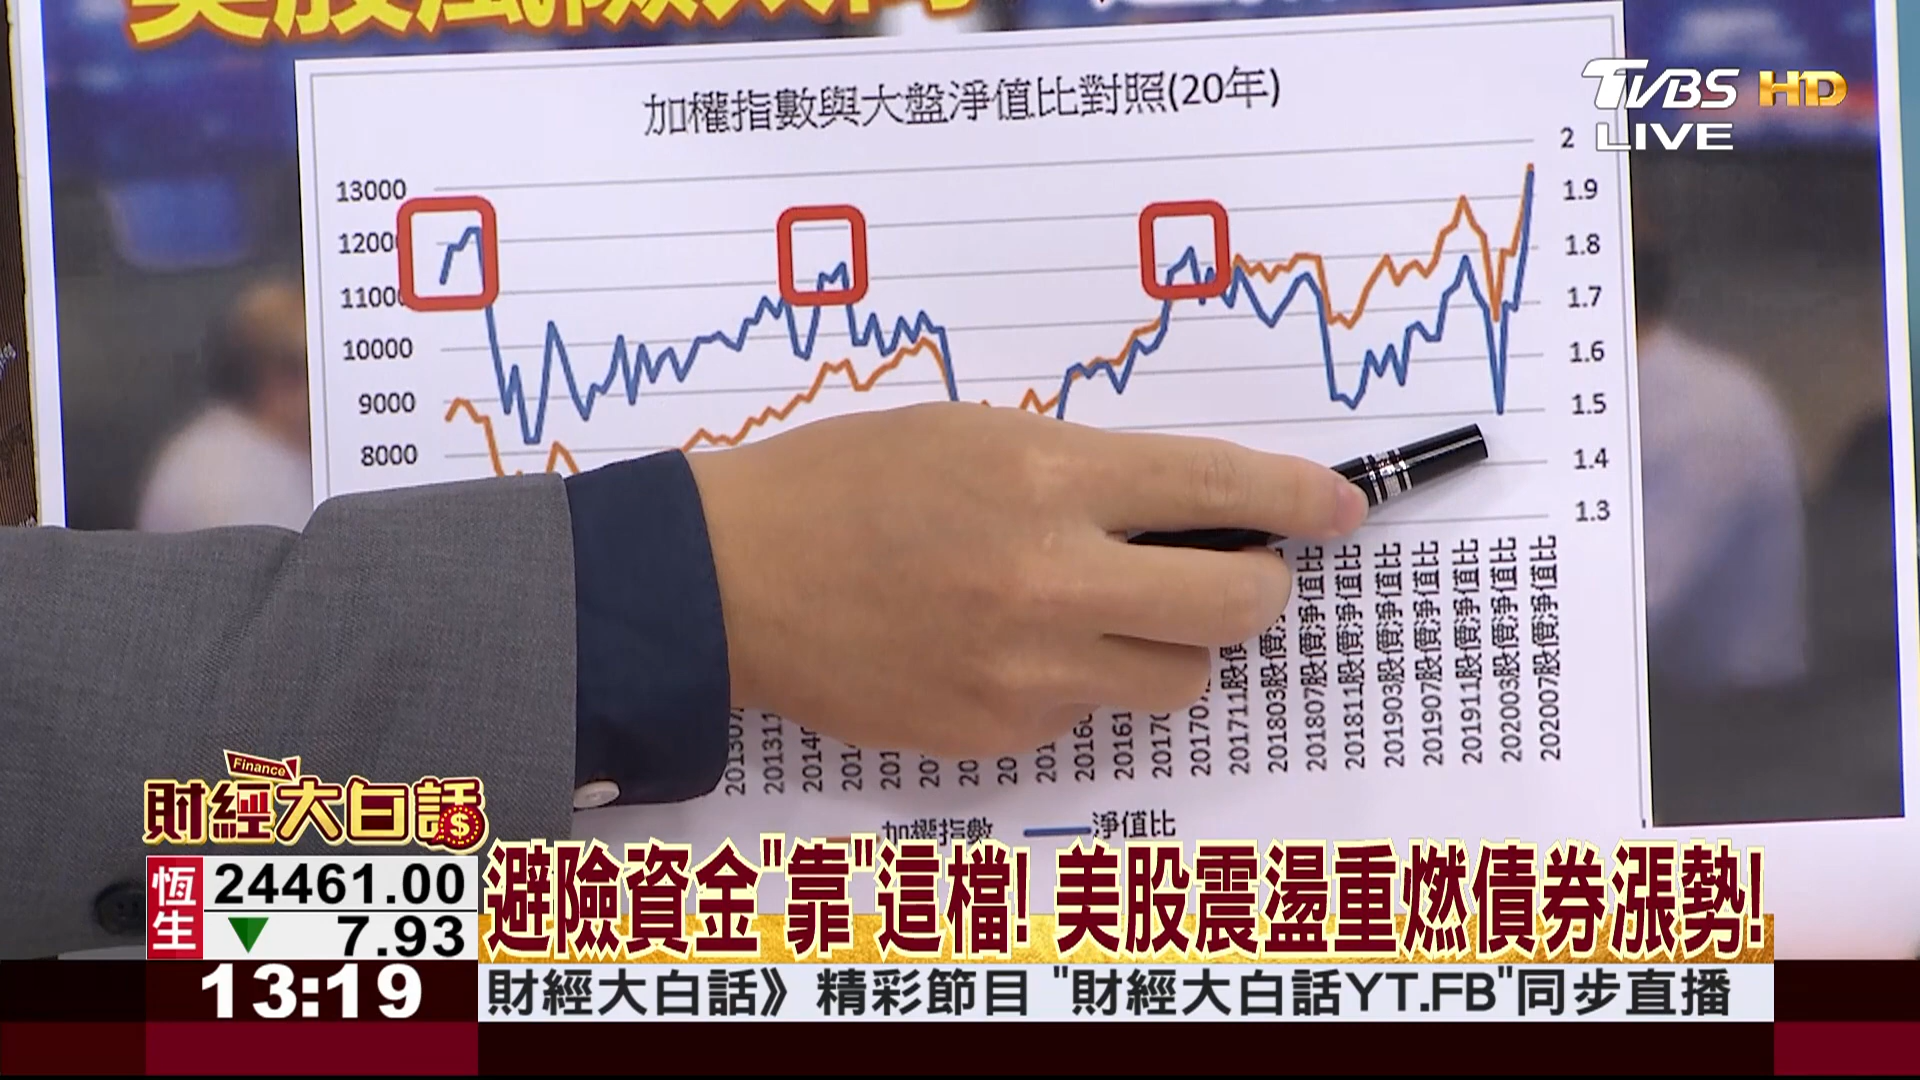 TVBS HD
LIVE
加權指數與大盤淨值比對照(20年)
13000
12000
11000
10000
9000
8000
2
1.9
1.8
1.7
1.6
1.5
1.4
1.3
201711股價
201803股價淨值比
201807股價淨值比
201811股價淨值比
201903股價淨值比
201907股價淨值比
201911股價淨值比
202003股價淨值比
202007股價淨值比
加權指數
淨值比
Finance
財經大白話
恆生
24461.00
7.93
13:19
避險資金"靠"這檔! 美股震盪重燃債券漲勢!
財經大白話》精彩節目 "財經大白話YT.FB"同步直播